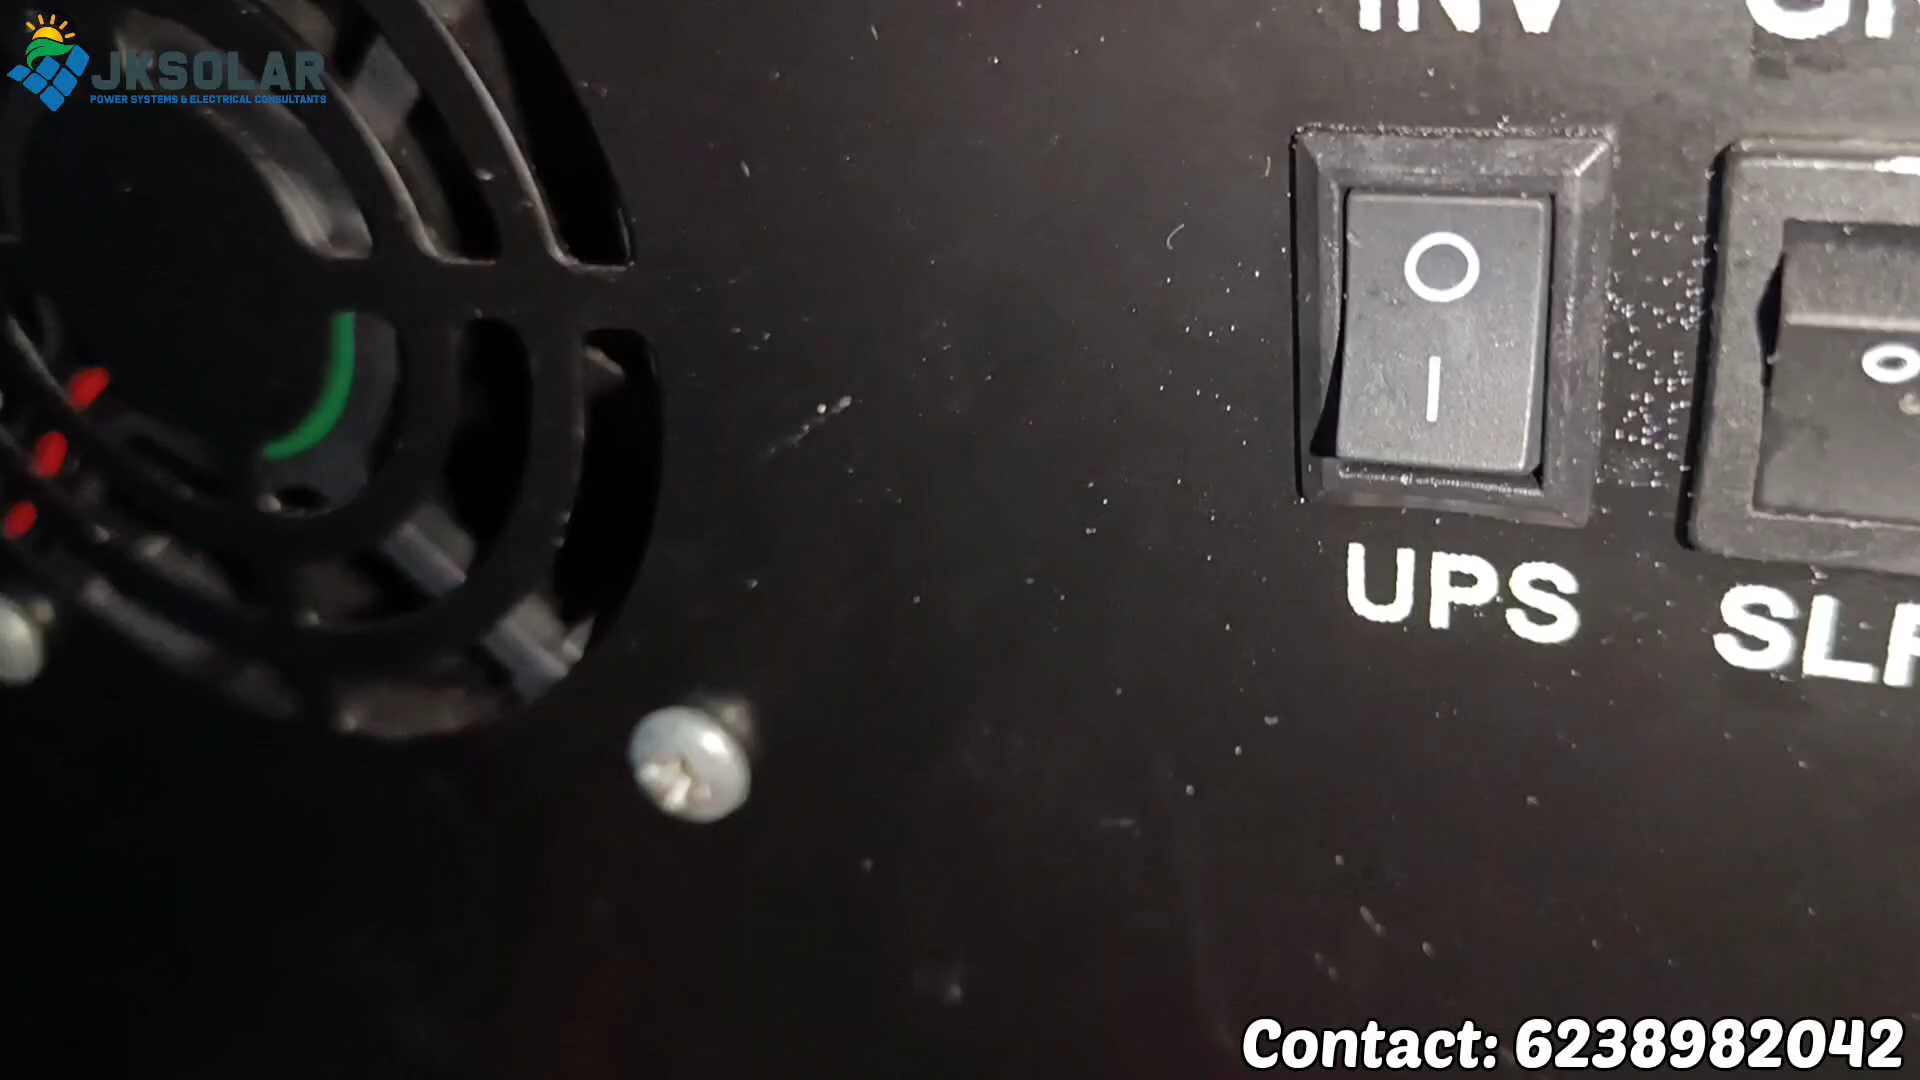 JKSOLAR
POWER SYSTEMS & ELECTRICAL CONSULTANTS
INV
O
I
UPS
Contact: 6238982042